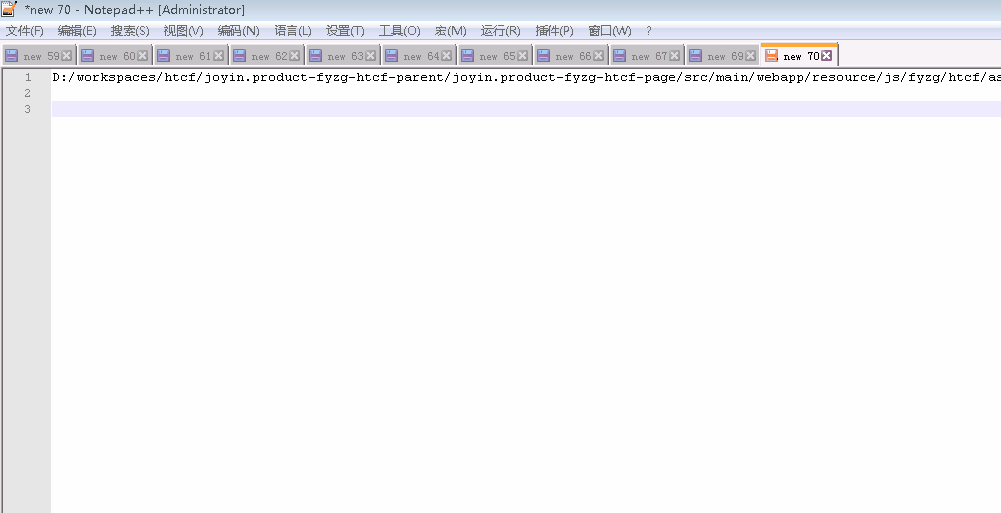 *new 70 - Notepad++ [Administrator]
文件(F) 编辑(E) 搜索(S) 视图(V) 编码(N) 语言(L) 设置(T) 工具(O) 宏(M) 运行(R) 插件(P) 窗口(W) ?
new 59 new 60 new 61 new 62 new 63 new 64 new 65 new 66 new 67 new 69 new 70
1 D:/workspaces/htcf/joyin.product-fyzg-htcf-parent/joyin.product-fyzg-htcf-page/src/main/webapp/resource/js/fyzg/htcf/as
2
3